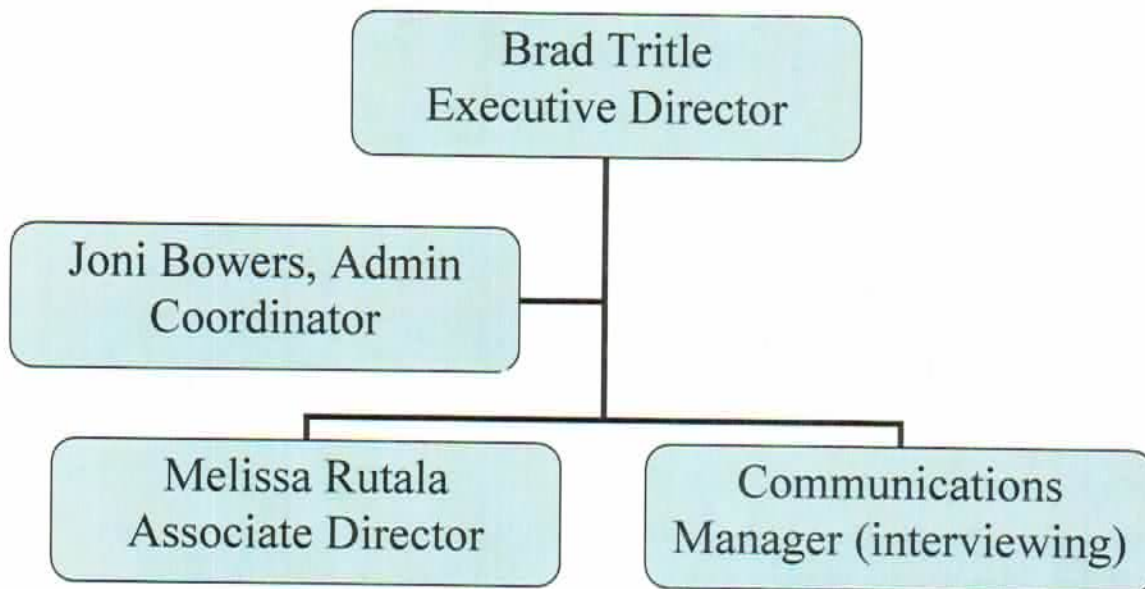 Brad Tritle
Executive Director
Joni Bowers, Admin
Coordinator
Melissa Rutala
Associate Director
Communications
Manager (interviewing)